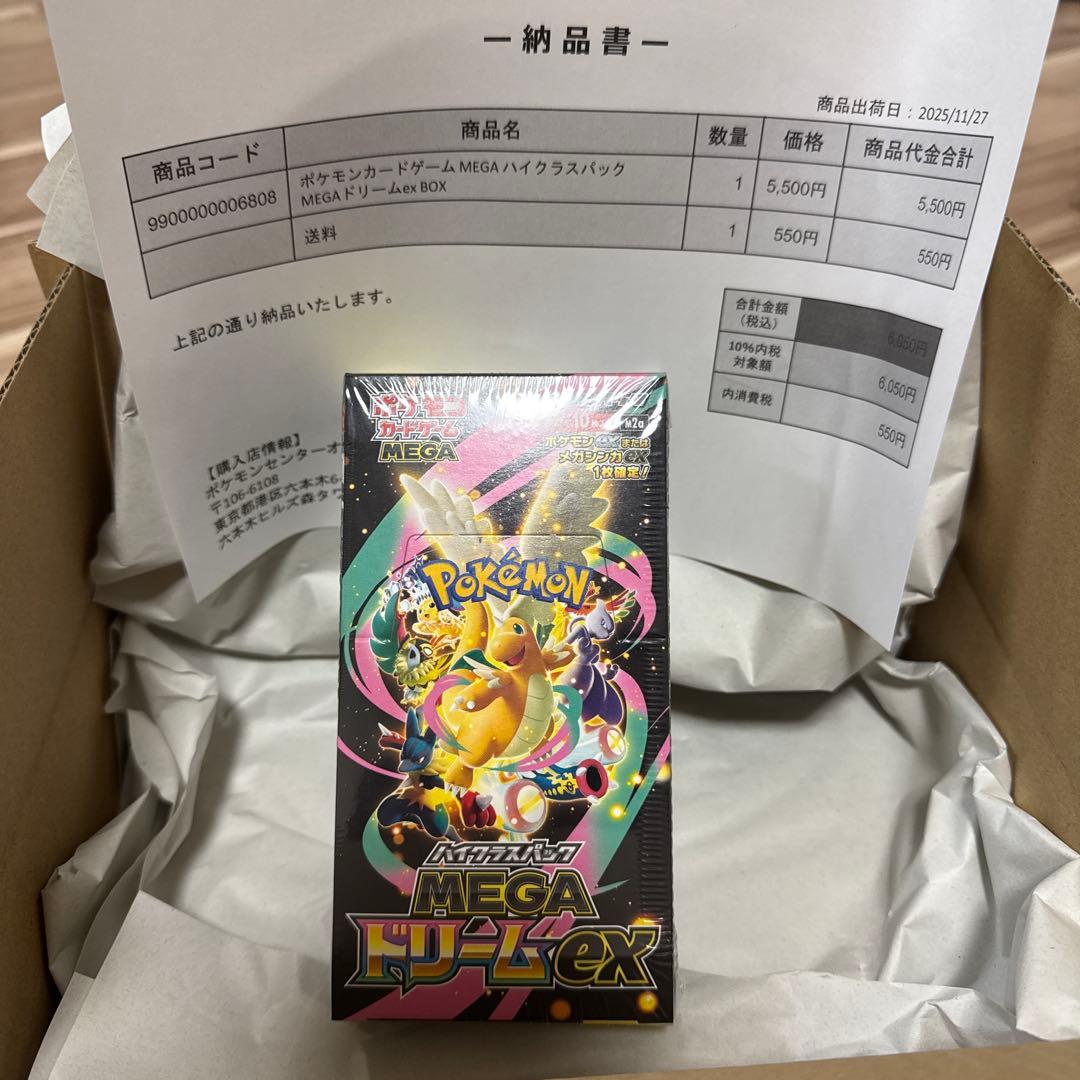 ー納品書ー
商品出荷日：2025/11/27
商品コード 商品名 数量 価格 商品代金合計
9900000006808 ポケモンカードゲーム MEGA ハイクラスパック
MEGAドリームex BOX 1 5,500円 5,500円
送料 1 550円 550円
上記の通り納品いたします。
合計金額
（税込） 6,050円
10%内税
対象額 6,050円
内消費税 550円
【購入店情報】
ポケモンセンターオ
〒106-6108
東京都港区六本木6
六本木ヒルズ森タワ
ポケモン
カードゲーム
MEGA
M2a
ポケモンexまたは
メガシンカex
1枚確定!
POKéMON
ハイクラスパック
MEGA
ドリームex